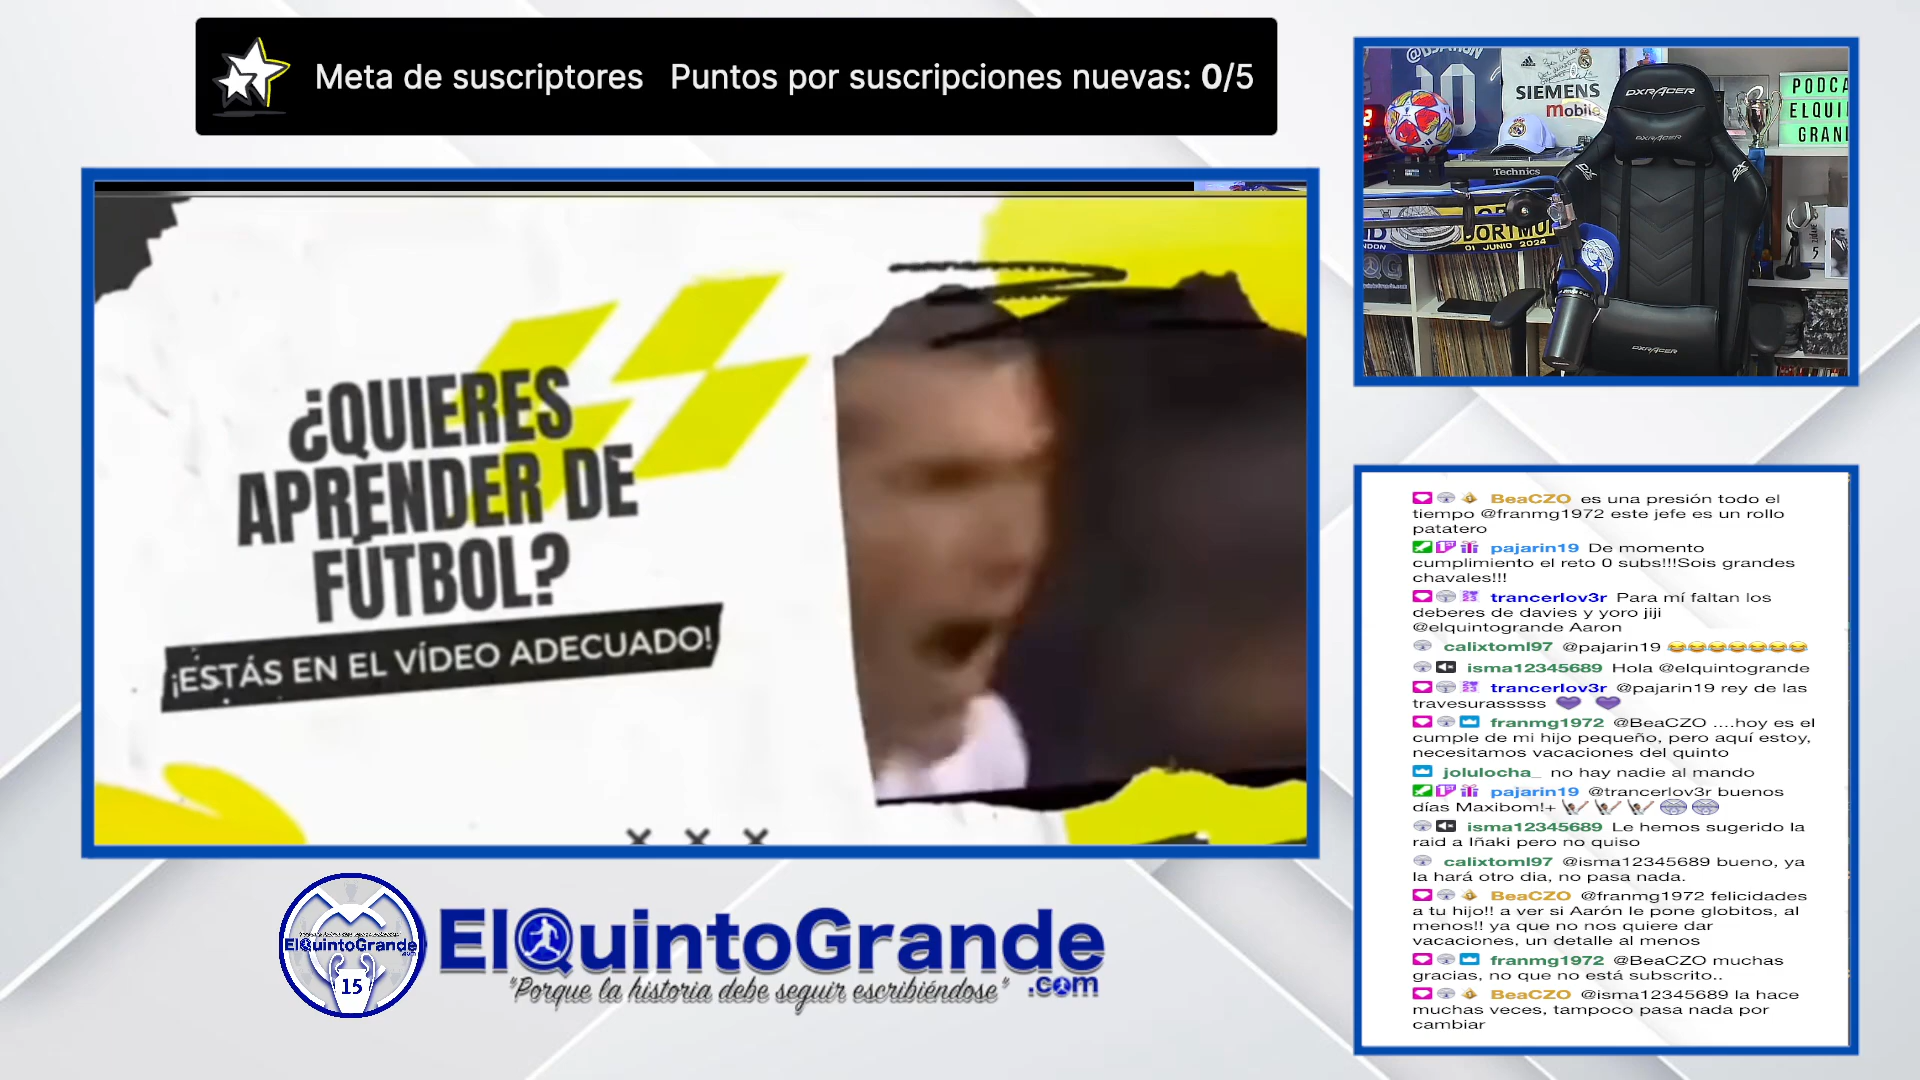 Meta de suscriptores Puntos por suscripciones nuevas: 0/5
¿QUIERES
APRENDER DE
FÚTBOL?
¡ESTÁS EN EL VÍDEO ADECUADO!
ElQuintoGrande
15
ElQuintoGrande
"Porque la historia debe seguir escribiéndose" .com
10
SIEMENS
mobile
DXRACER
DXRACER
DXRACER
Technics
01 JUNIO 2024
PODCA
ELQUI
GRAN
BeaCZO es una presión todo el
tiempo @franmg1972 este jefe es un rollo
patatero
pajarin19 De momento
cumplimiento el reto 0 subs!!!Sois grandes
chavales!!!
trancerlov3r Para mí faltan los
deberes de davies y yoro jiji
@elquintogrande Aaron
calixtoml97 @pajarin19 😂😂😂😂😂😂😂
isma12345689 Hola @elquintogrande
trancerlov3r @pajarin19 rey de las
travesurasssss 💜 💜
franmg1972 @BeaCZO ....hoy es el
cumple de mi hijo pequeño, pero aquí estoy,
necesitamos vacaciones del quinto
jolulocha_ no hay nadie al mando
pajarin19 @trancerlov3r buenos
días Maxibom!+
isma12345689 Le hemos sugerido la
raid a Iñaki pero no quiso
calixtoml97 @isma12345689 bueno, ya
la hará otro dia, no pasa nada.
BeaCZO @franmg1972 felicidades
a tu hijo!! a ver si Aarón le pone globitos, al
menos!! ya que no nos quiere dar
vacaciones, un detalle al menos
franmg1972 @BeaCZO muchas
gracias, no que no está subscrito..
BeaCZO @isma12345689 la hace
muchas veces, tampoco pasa nada por
cambiar